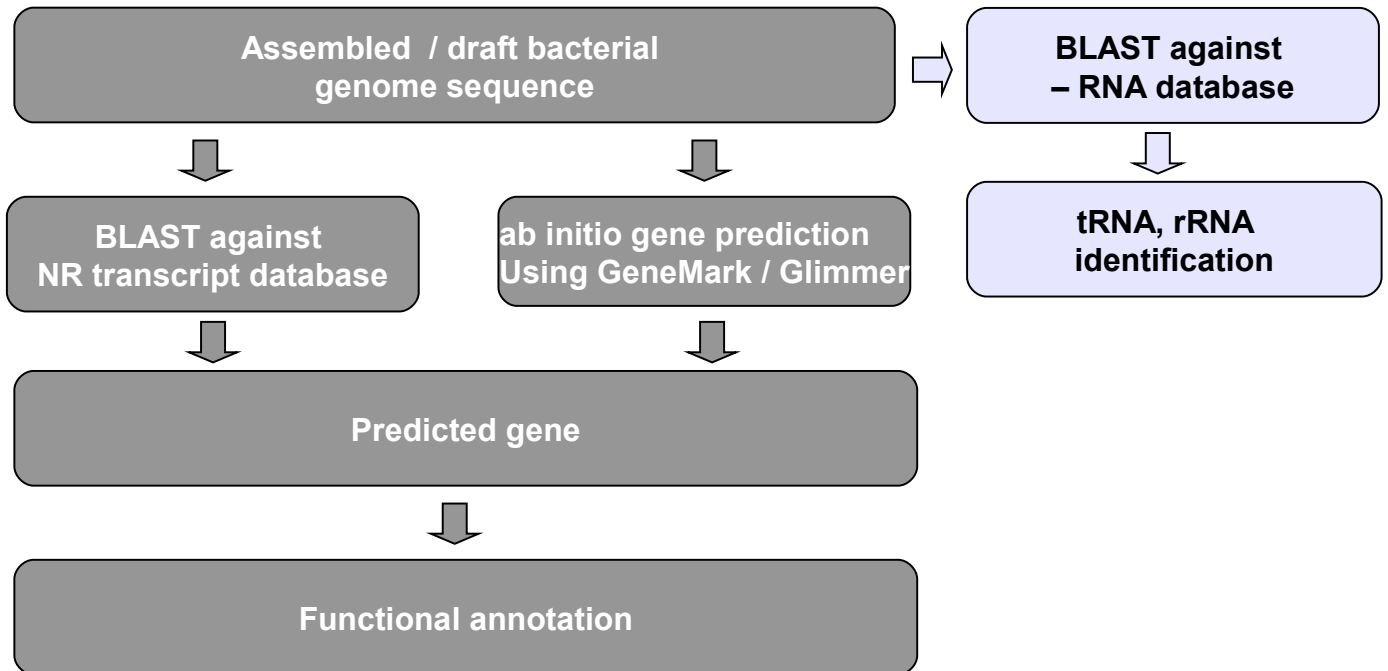 Assembled / draft bacterial
genome sequence
BLAST against
– RNA database
BLAST against
NR transcript database
ab initio gene prediction
Using GeneMark / Glimmer
tRNA, rRNA
identification
Predicted gene
Functional annotation